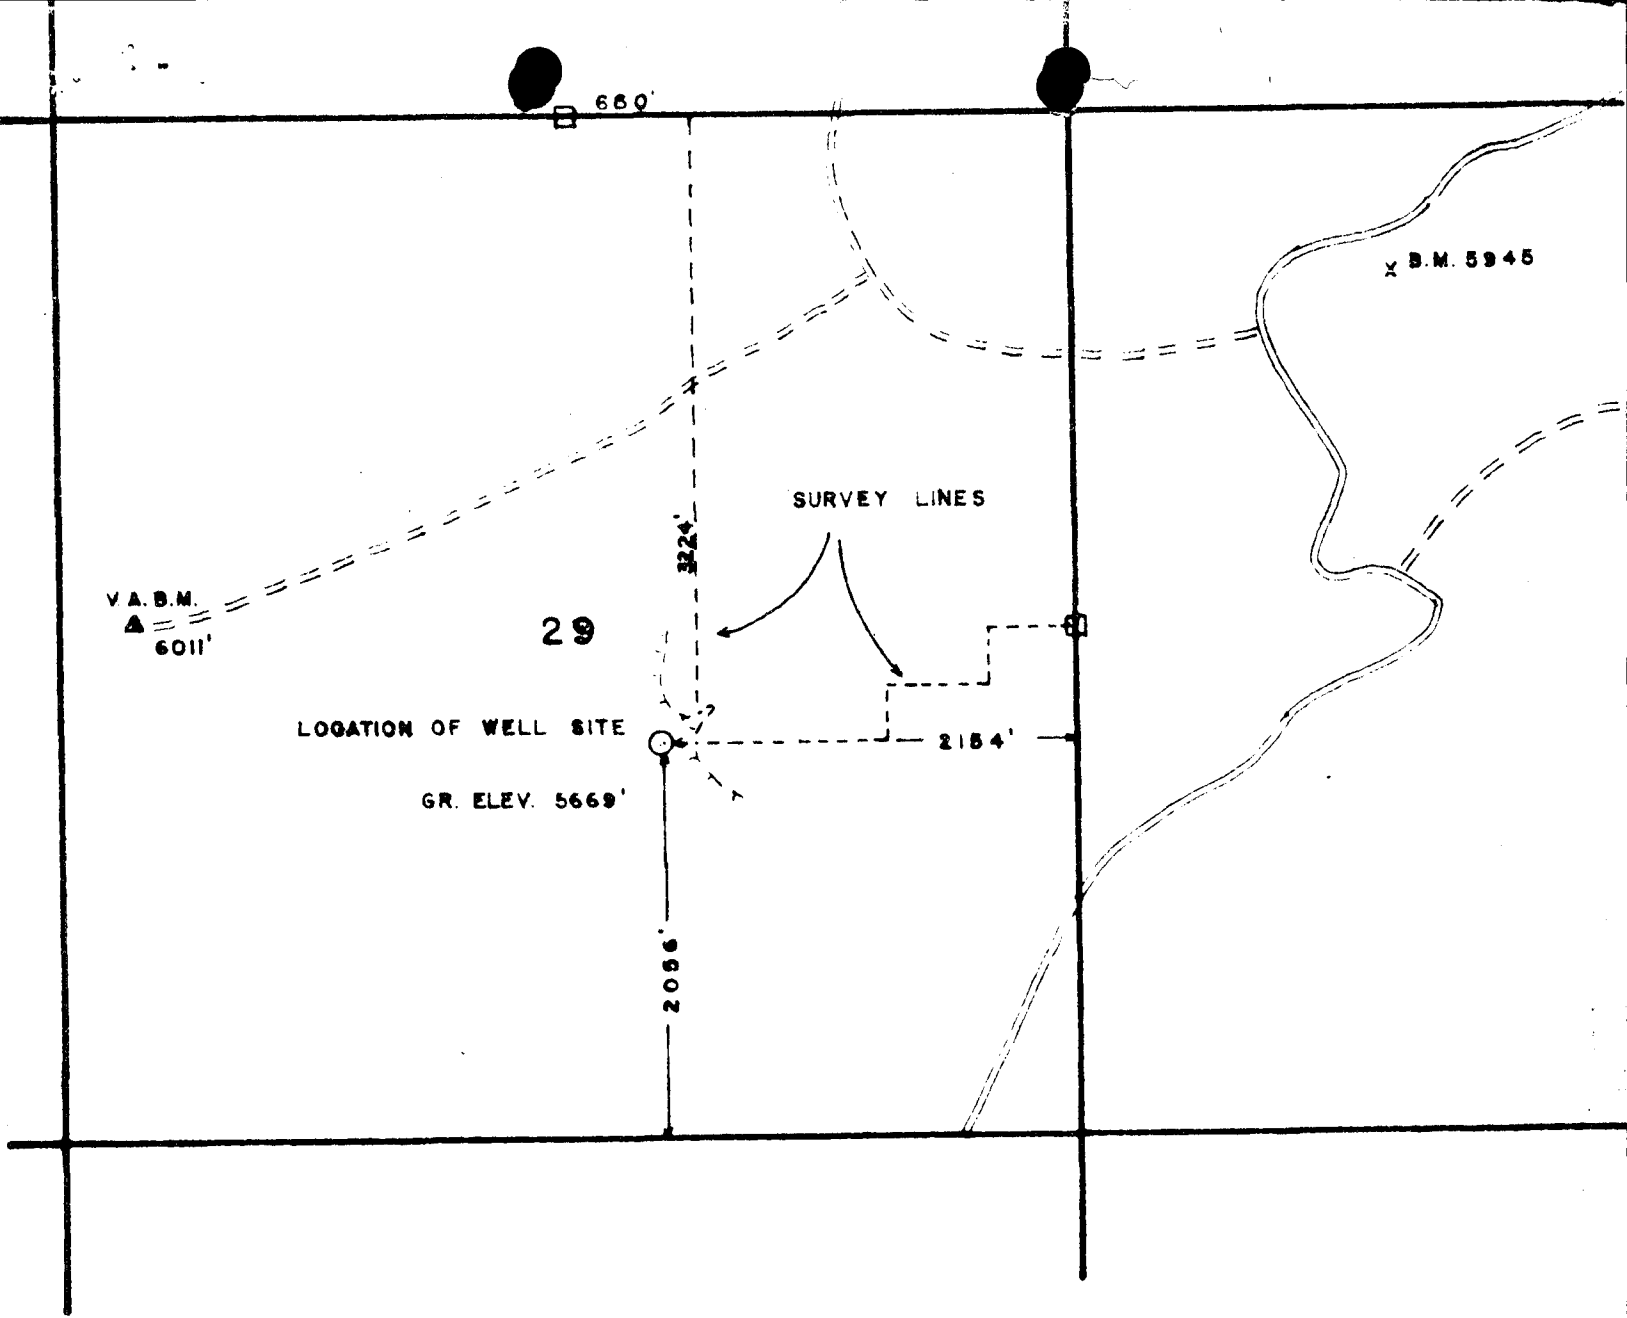 660'
B.M. 5945
SURVEY LINES
3224'
V.A.B.M.
6011'
29
LOCATION OF WELL SITE
2154'
GR. ELEV. 5669'
2056'